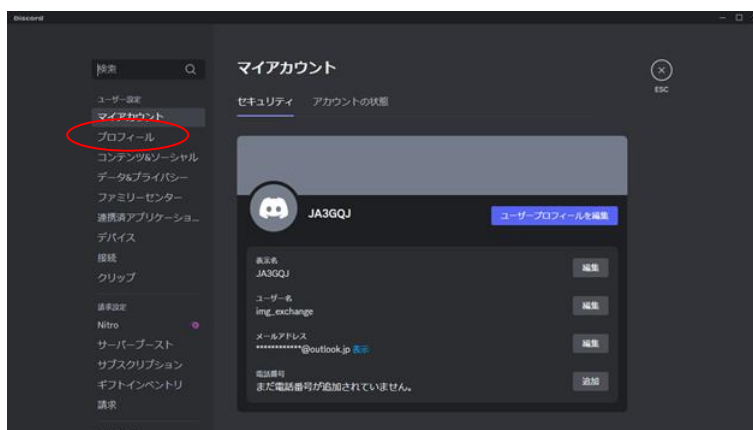 Discord
検索
ユーザー設定
マイアカウント
プロフィール
コンテンツ&ソーシャル
データ&プライバシー
ファミリーセンター
連携済アプリケーショ...
デバイス
接続
クリップ
請求設定
Nitro
サーバーブースト
サブスクリプション
ギフトインベントリ
請求
マイアカウント
ESC
セキュリティ アカウントの状態
JA3GQJ
ユーザープロフィールを編集
表示名
JA3GQJ
編集
ユーザー名
img_exchange
編集
メールアドレス
************@outlook.jp 表示
編集
電話番号
まだ電話番号が追加されていません。
追加